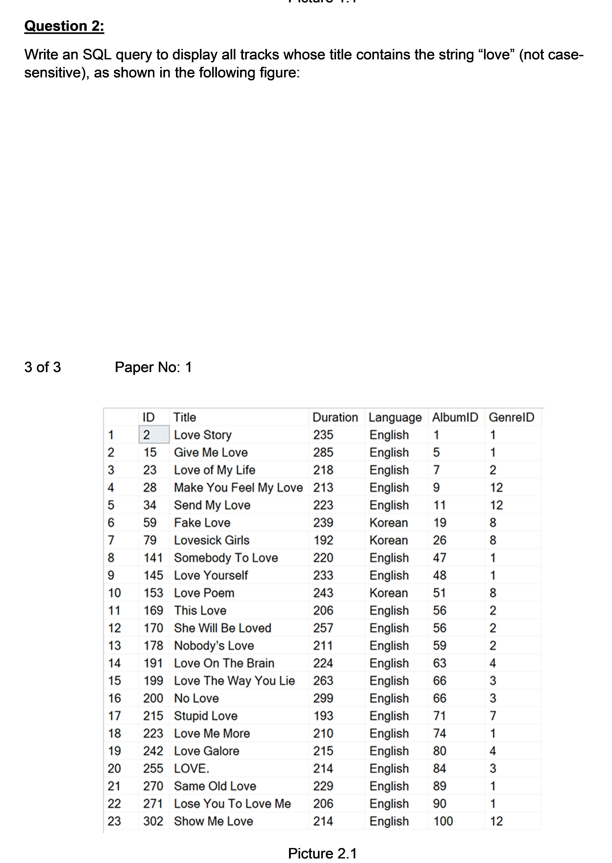 Question 2:
Write an SQL query to display all tracks whose title contains the string “love” (not case-
sensitive), as shown in the following figure:
3 of 3 Paper No: 1
ID Title Duration Language AlbumID GenreID
1 2 Love Story 235 English 1 1
2 15 Give Me Love 285 English 5 1
3 23 Love of My Life 218 English 7 2
4 28 Make You Feel My Love 213 English 9 12
5 34 Send My Love 223 English 11 12
6 59 Fake Love 239 Korean 19 8
7 79 Lovesick Girls 192 Korean 26 8
8 141 Somebody To Love 220 English 47 1
9 145 Love Yourself 233 English 48 1
10 153 Love Poem 243 Korean 51 8
11 169 This Love 206 English 56 2
12 170 She Will Be Loved 257 English 56 2
13 178 Nobody’s Love 211 English 59 2
14 191 Love On The Brain 224 English 63 4
15 199 Love The Way You Lie 263 English 66 3
16 200 No Love 299 English 66 3
17 215 Stupid Love 193 English 71 7
18 223 Love Me More 210 English 74 1
19 242 Love Galore 215 English 80 4
20 255 LOVE. 214 English 84 3
21 270 Same Old Love 229 English 89 1
22 271 Lose You To Love Me 206 English 90 1
23 302 Show Me Love 214 English 100 12
Picture 2.1